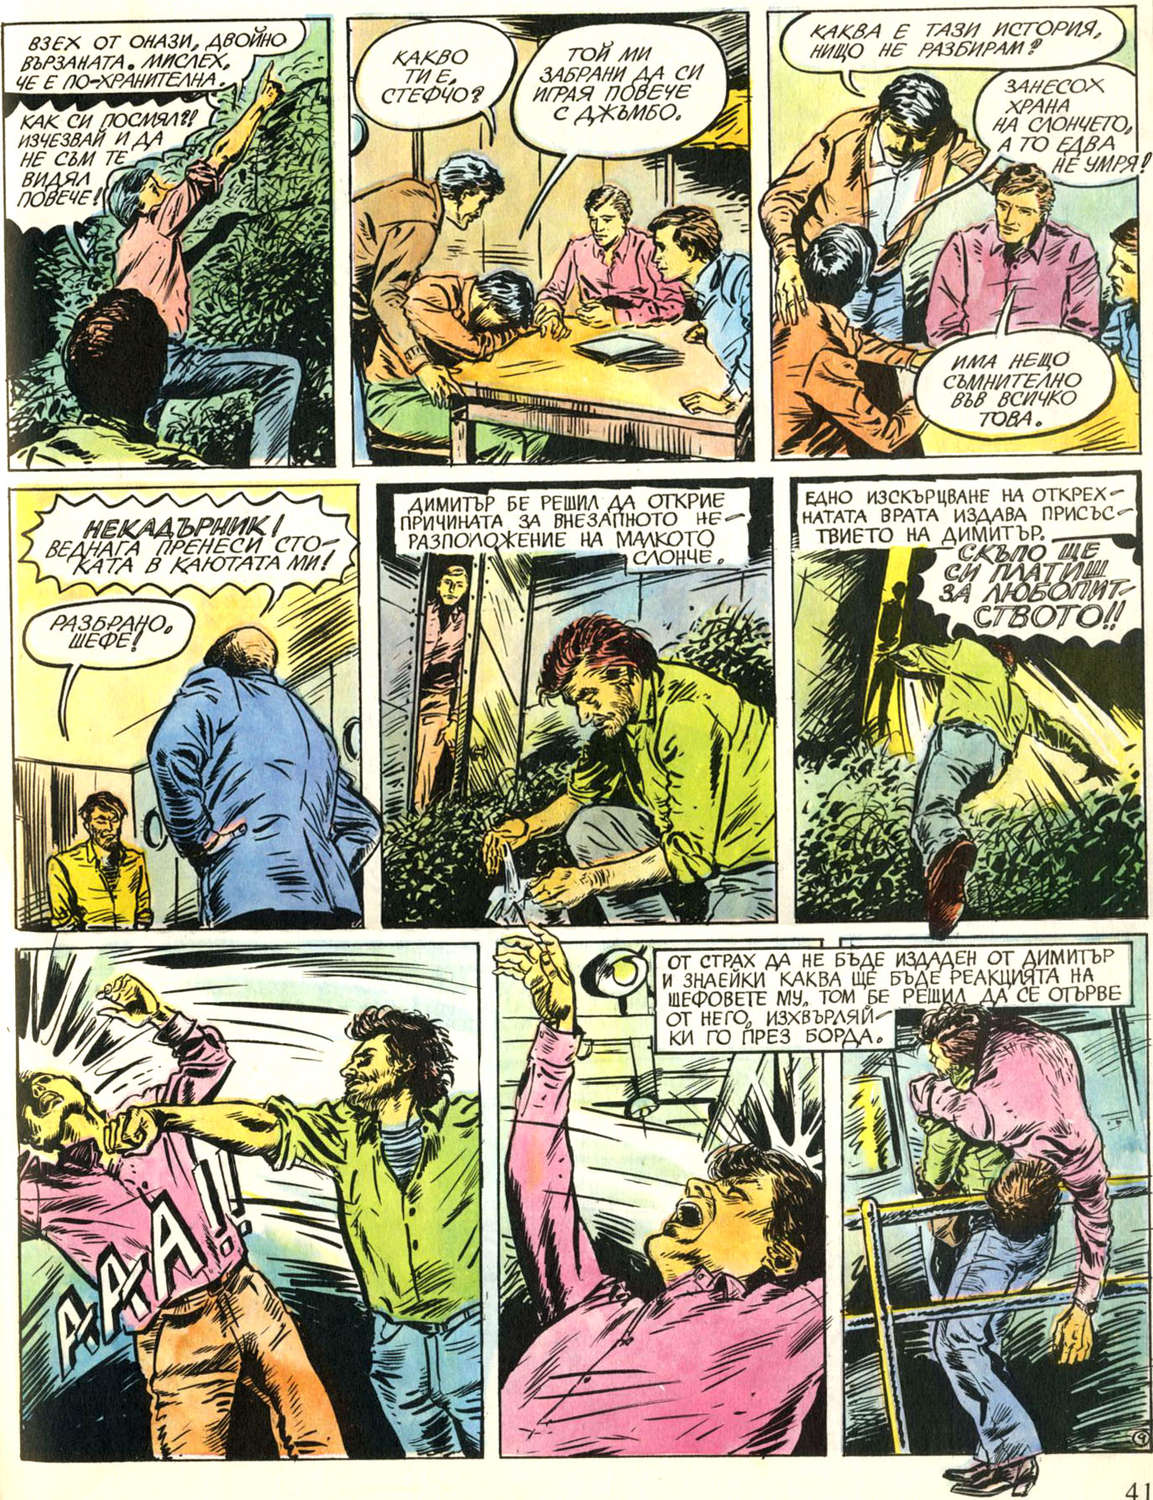 ВЗЕХ ОТ ОНАЗИ, ДВОЙНО
ВЪРЗАНАТА. МИСЛЕХ,
ЧЕ Е ПО-ХРАНИТЕЛНА.
КАК СИ ПОСМЯЛ?!
ИЗЧЕЗВАЙ И ДА
НЕ СЪМ ТЕ
ВИДЯЛ
ПОВЕЧЕ!
КАКВО
ТИ Е,
СТЕФЧО?
ТОЙ МИ
ЗАБРАНИ ДА СИ
ИГРАЯ ПОВЕЧЕ
С ДЖЪМБО.
КАКВА Е ТАЗИ ИСТОРИЯ,
НИЩО НЕ РАЗБИРАМ?
ЗАНЕСОХ
ХРАНА
НА СЛОНЧЕТО,
А ТО ЕДВА
НЕ УМРЯ!
ИМА НЕЩО
СЪМНИТЕЛНО
ВЪВ ВСИЧКО
ТОВА.
НЕКАДЪРНИК!
ВЕДНАГА ПРЕНЕСИ СТО-
КАТА В КАЮТАТА МИ!
РАЗБРАНО,
ШЕФЕ!
ДИМИТЪР БЕ РЕШИЛ ДА ОТКРИЕ
ПРИЧИНАТА ЗА ВНЕЗАПНОТО НЕ-
РАЗПОЛОЖЕНИЕ НА МАЛКОТО
СЛОНЧЕ.
ЕДНО ИЗСКЪРЦВАНЕ НА ОТКРЕХ-
НАТАТА ВРАТА ИЗДАВА ПРИСЪС-
ТВИЕТО НА ДИМИТЪР.
СКЪПО ЩЕ
СИ ПЛАТИШ
ЗА ЛЮБОПИТ-
СТВОТО!!
А-А-А-А!!
ОТ СТРАХ ДА НЕ БЪДЕ ИЗДАДЕН ОТ ДИМИТЪР
И ЗНАЕЙКИ КАКВА ЩЕ БЪДЕ РЕАКЦИЯТА НА
ШЕФОВЕТЕ МУ, ТОМ БЕ РЕШИЛ ДА СЕ ОТЪРВЕ
ОТ НЕГО, ИЗХВЪРЛЯЙ-
КИ ГО ПРЕЗ БОРДА.
9
41